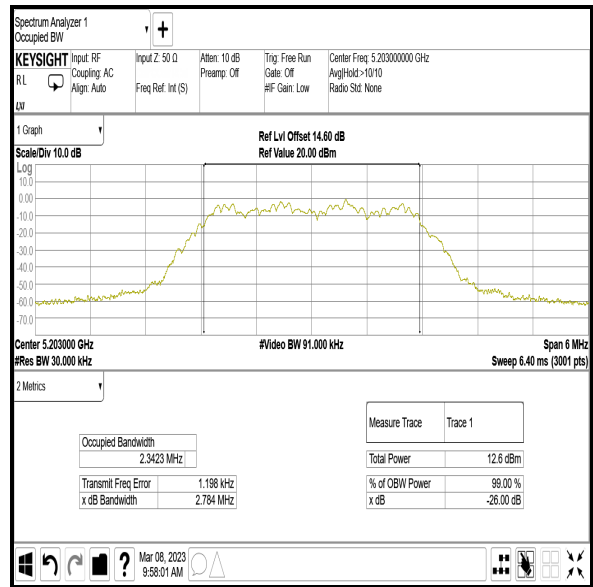 Spectrum Analyzer 1
Occupied BW
KEYSIGHT
RL
LXI
Input: RF
Coupling: AC
Align: Auto
Input Z: 50 Ω
Freq Ref: Int (S)
Atten: 10 dB
Preamp: Off
Trig: Free Run
Gate: Off
#IF Gain: Low
Center Freq: 5.203000000 GHz
Avg|Hold:>10/10
Radio Std: None
1 Graph
Scale/Div 10.0 dB
Ref Lvl Offset 14.60 dB
Ref Value 20.00 dBm
Log
10.0
0.00
-10.0
-20.0
-30.0
-40.0
-50.0
-60.0
-70.0
Center 5.203000 GHz
#Video BW 91.000 kHz
Span 6 MHz
#Res BW 30.000 kHz
Sweep 6.40 ms (3001 pts)
2 Metrics
Occupied Bandwidth
2.3423 MHz
Transmit Freq Error 1.198 kHz
x dB Bandwidth 2.784 MHz
Measure Trace Trace 1
Total Power 12.6 dBm
% of OBW Power 99.00 %
x dB -26.00 dB
?
Mar 08, 2023
9:58:01 AM